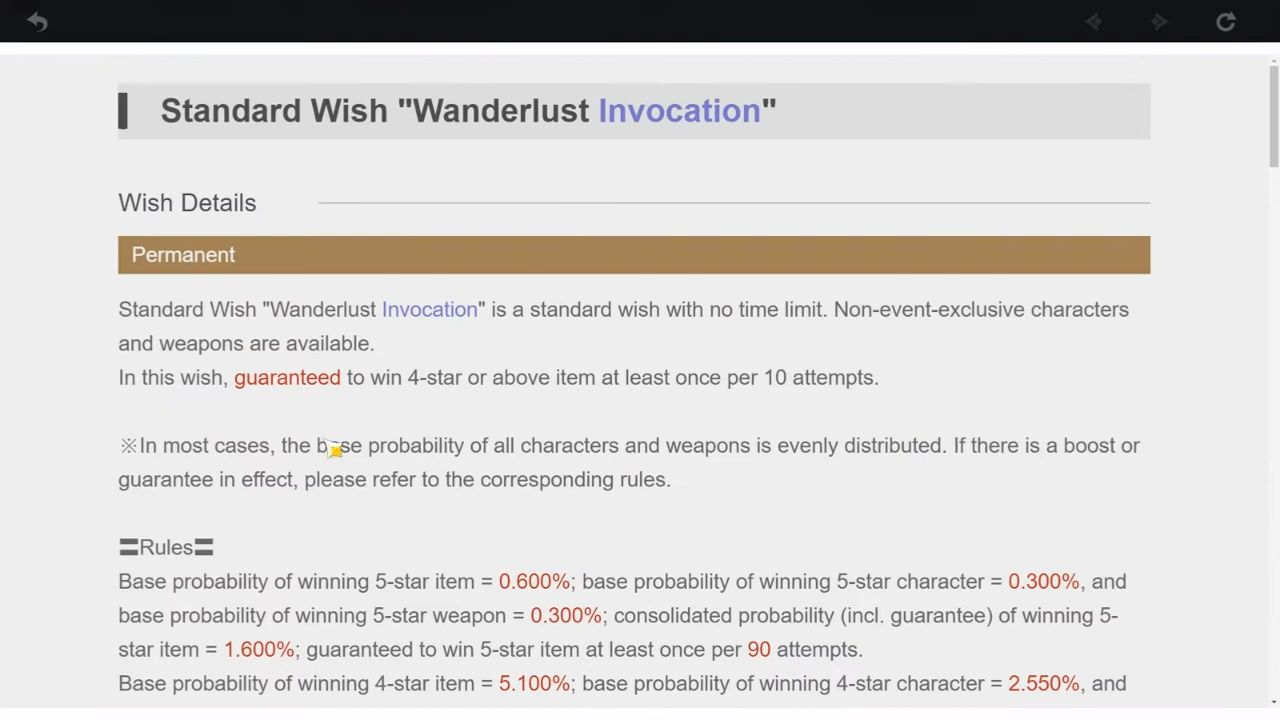 Standard Wish "Wanderlust Invocation"
Wish Details
Permanent
Standard Wish "Wanderlust Invocation" is a standard wish with no time limit. Non-event-exclusive characters
and weapons are available.
In this wish, guaranteed to win 4-star or above item at least once per 10 attempts.
※In most cases, the base probability of all characters and weapons is evenly distributed. If there is a boost or
guarantee in effect, please refer to the corresponding rules.
〓Rules〓
Base probability of winning 5-star item = 0.600%; base probability of winning 5-star character = 0.300%, and
base probability of winning 5-star weapon = 0.300%; consolidated probability (incl. guarantee) of winning 5-
star item = 1.600%; guaranteed to win 5-star item at least once per 90 attempts.
Base probability of winning 4-star item = 5.100%; base probability of winning 4-star character = 2.550%, and